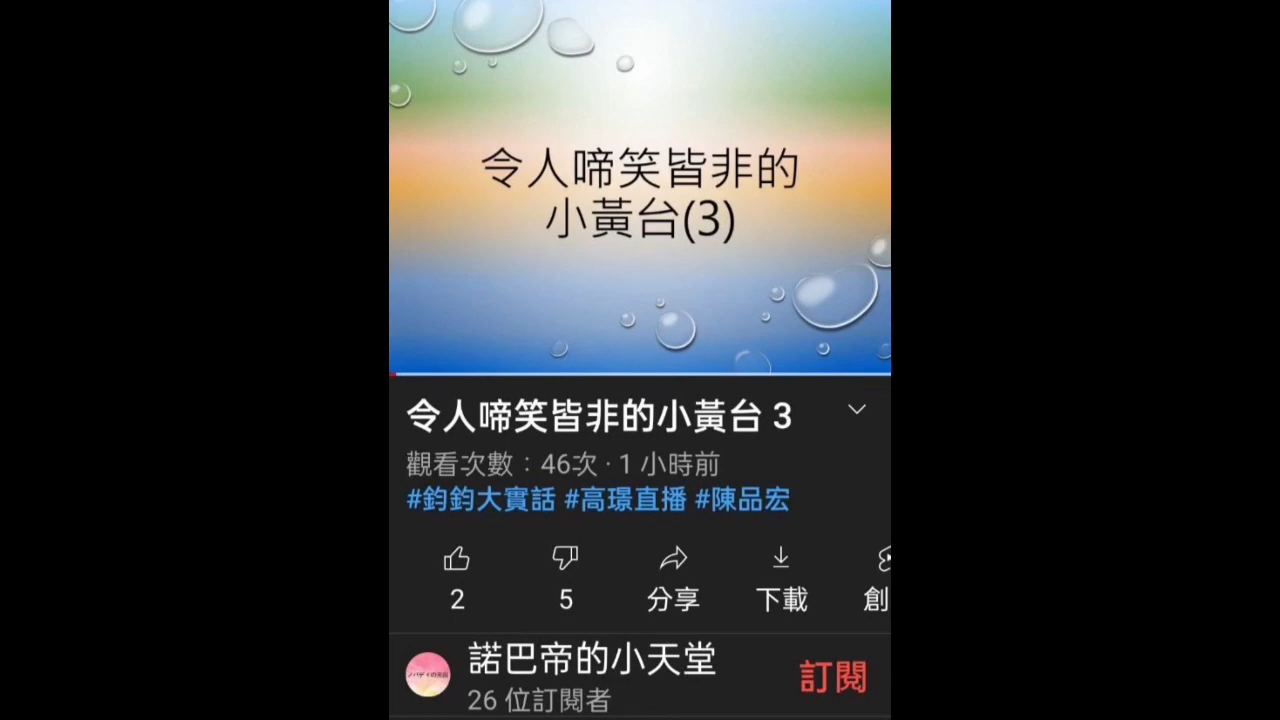 令人啼笑皆非的
小黃台(3)
令人啼笑皆非的小黃台 3
觀看次數：46次 · 1 小時前
#鈞鈞大實話 #高璟直播 #陳品宏
2
5
分享
下載
創
諾巴帝的小天堂
訂閱
26 位訂閱者